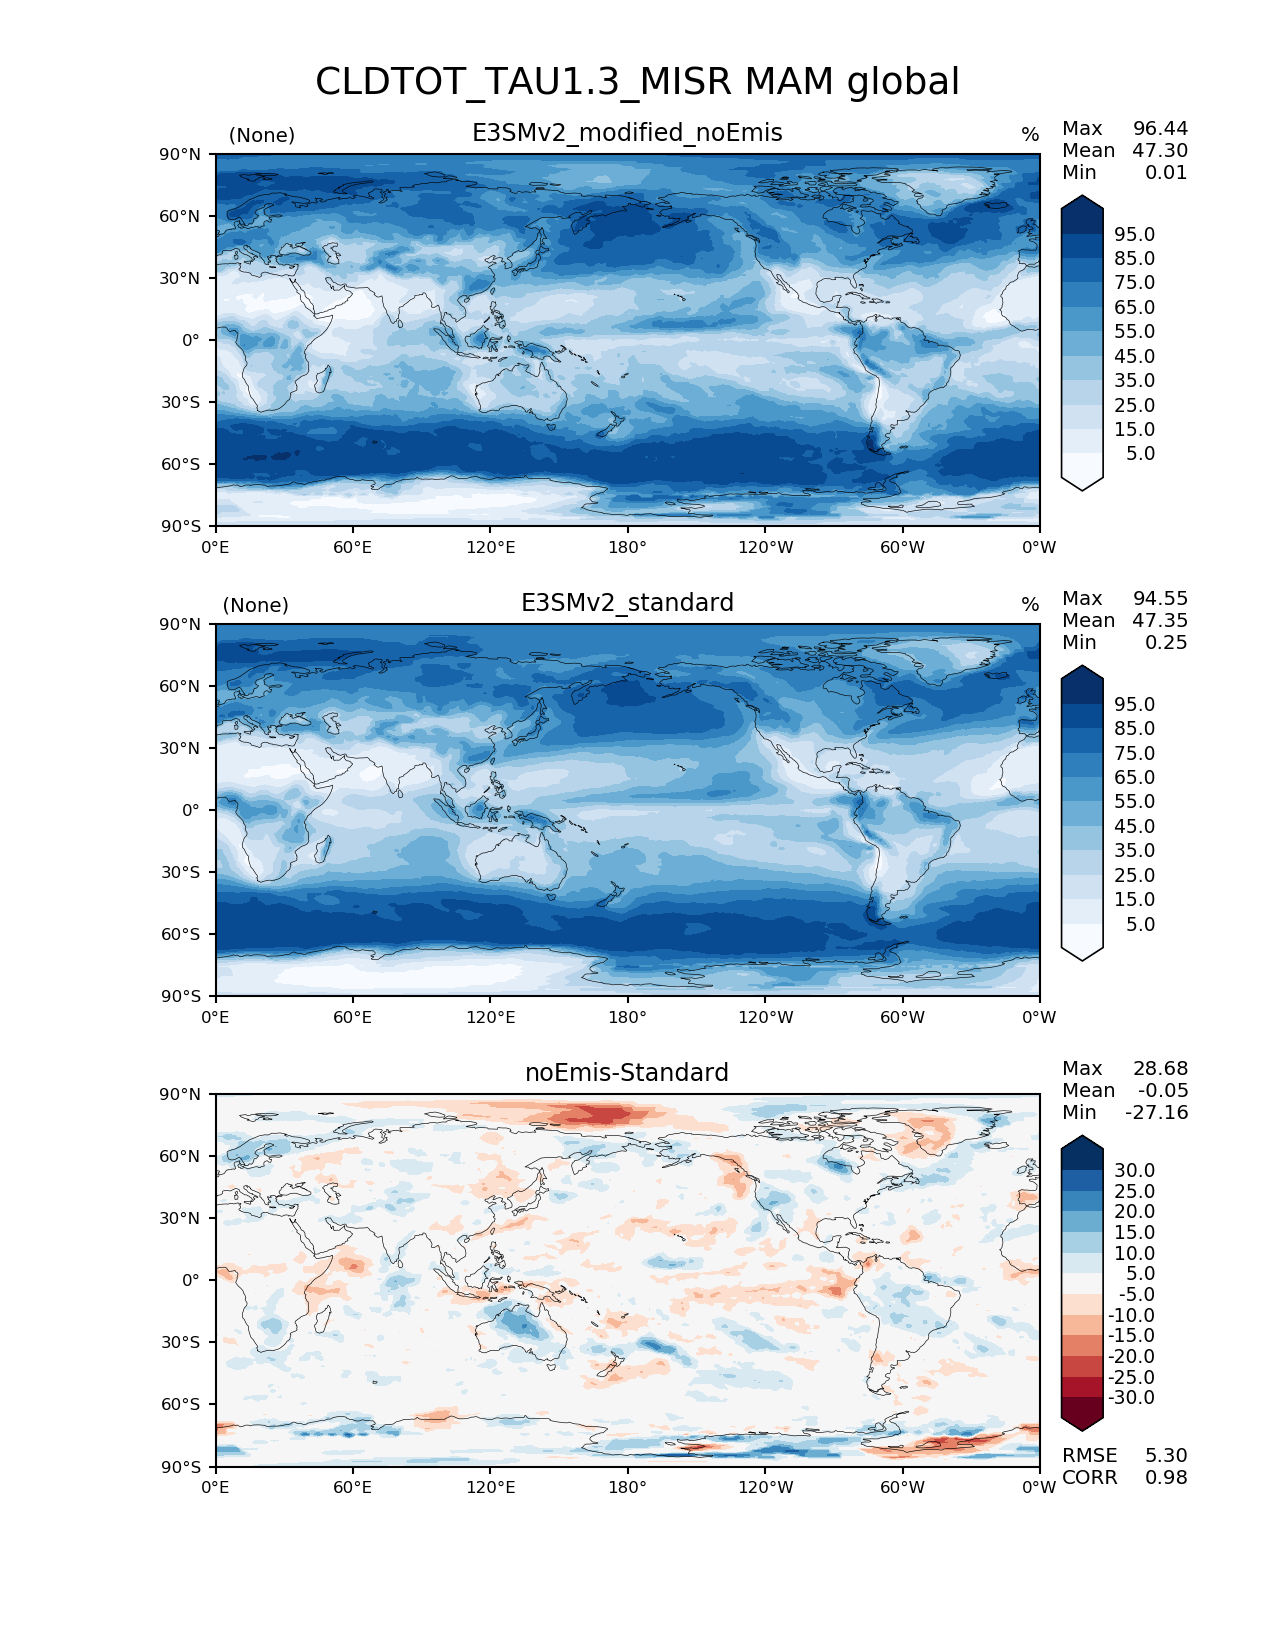 CLDTOT_TAU1.3_MISR MAM global
(None) E3SMv2_modified_noEmis %
Max 96.44
Mean 47.30
Min 0.01
90°N
60°N
30°N
0°
30°S
60°S
90°S
0°E 60°E 120°E 180° 120°W 60°W 0°W
95.0
85.0
75.0
65.0
55.0
45.0
35.0
25.0
15.0
5.0
(None) E3SMv2_standard %
Max 94.55
Mean 47.35
Min 0.25
90°N
60°N
30°N
0°
30°S
60°S
90°S
0°E 60°E 120°E 180° 120°W 60°W 0°W
95.0
85.0
75.0
65.0
55.0
45.0
35.0
25.0
15.0
5.0
noEmis-Standard
Max 28.68
Mean -0.05
Min -27.16
90°N
60°N
30°N
0°
30°S
60°S
90°S
0°E 60°E 120°E 180° 120°W 60°W 0°W
30.0
25.0
20.0
15.0
10.0
5.0
-5.0
-10.0
-15.0
-20.0
-25.0
-30.0
RMSE 5.30
CORR 0.98